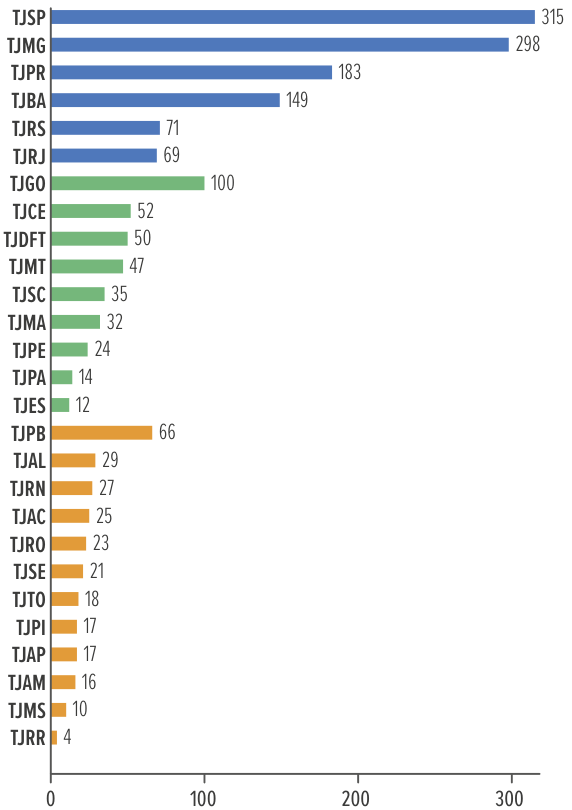 TJSP 315
TJMG 298
TJPR 183
TJBA 149
TJRS 71
TJRJ 69
TJGO 100
TJCE 52
TJDFT 50
TJMT 47
TJSC 35
TJMA 32
TJPE 24
TJPA 14
TJES 12
TJPB 66
TJAL 29
TJRN 27
TJAC 25
TJRO 23
TJSE 21
TJTO 18
TJPI 17
TJAP 17
TJAM 16
TJMS 10
TJRR 4
0 100 200 300